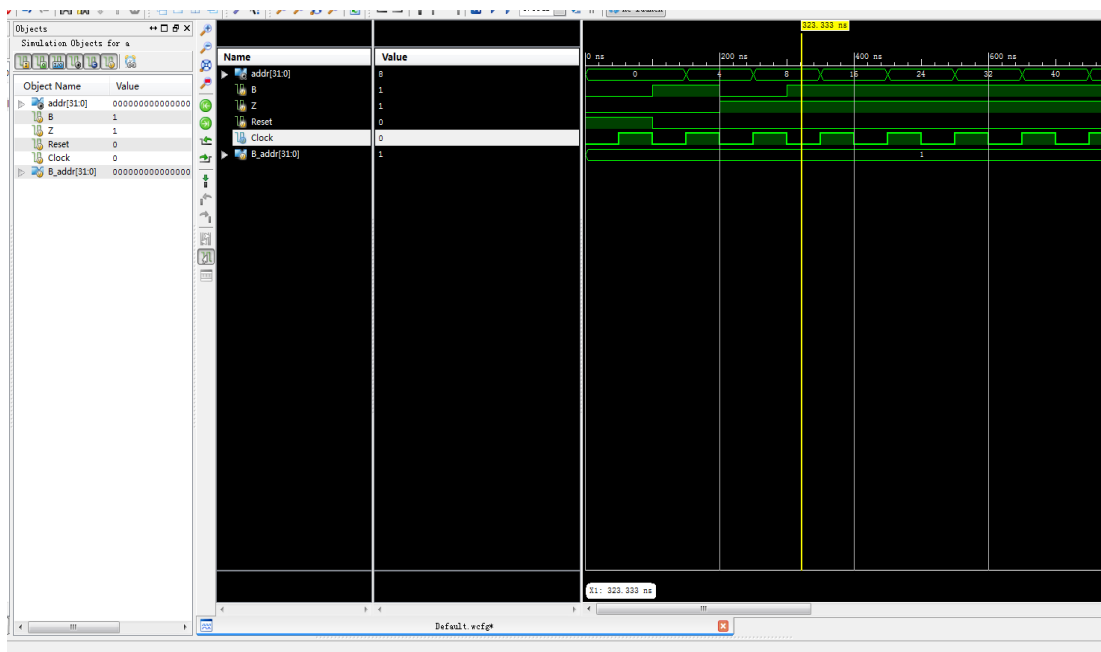 Objects
Simulation Objects for a
Object Name Value
addr[31:0] 000000000000000
B 1
Z 1
Reset 0
Clock 0
B_addr[31:0] 000000000000000
Name Value
addr[31:0] 8
B 1
Z 1
Reset 0
Clock 0
B_addr[31:0] 1
323.333 ns
0 ns 200 ns 400 ns 600 ns
0 4 8 16 24 32 40
1
X1: 323.333 ns
Default.wcfg*